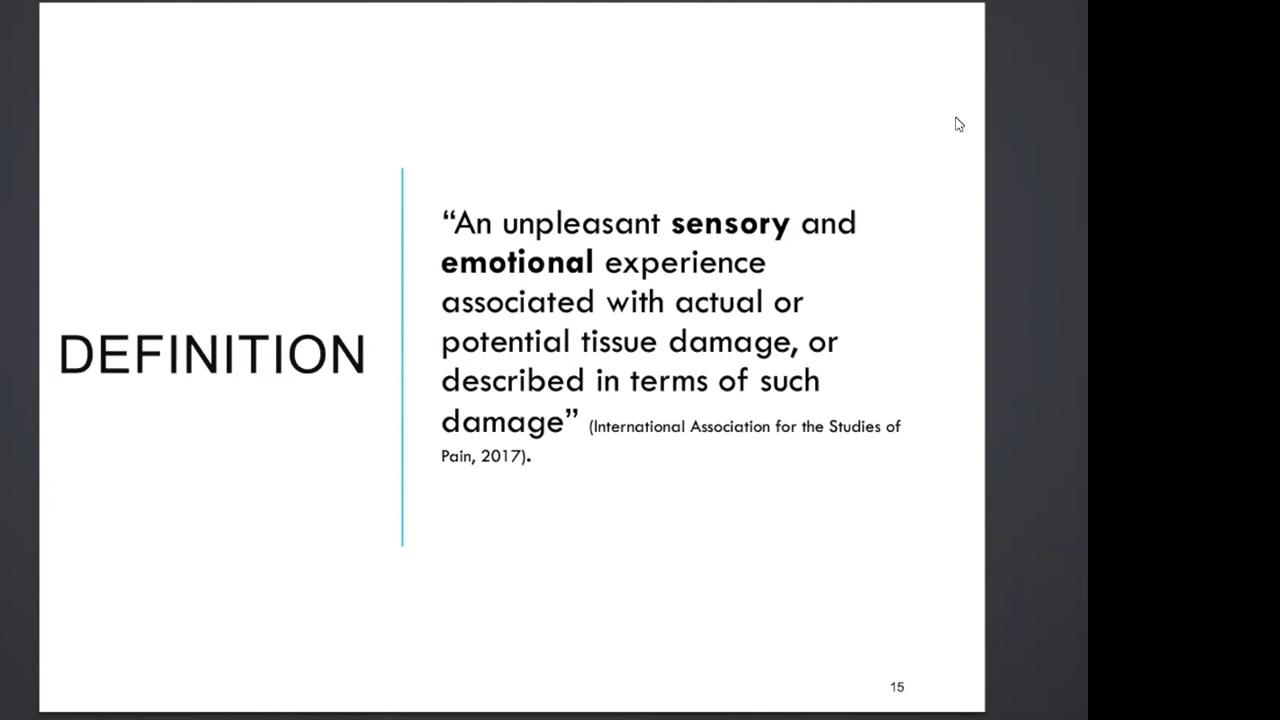 DEFINITION
“An unpleasant sensory and
emotional experience
associated with actual or
potential tissue damage, or
described in terms of such
damage” (International Association for the Studies of
Pain, 2017).
15